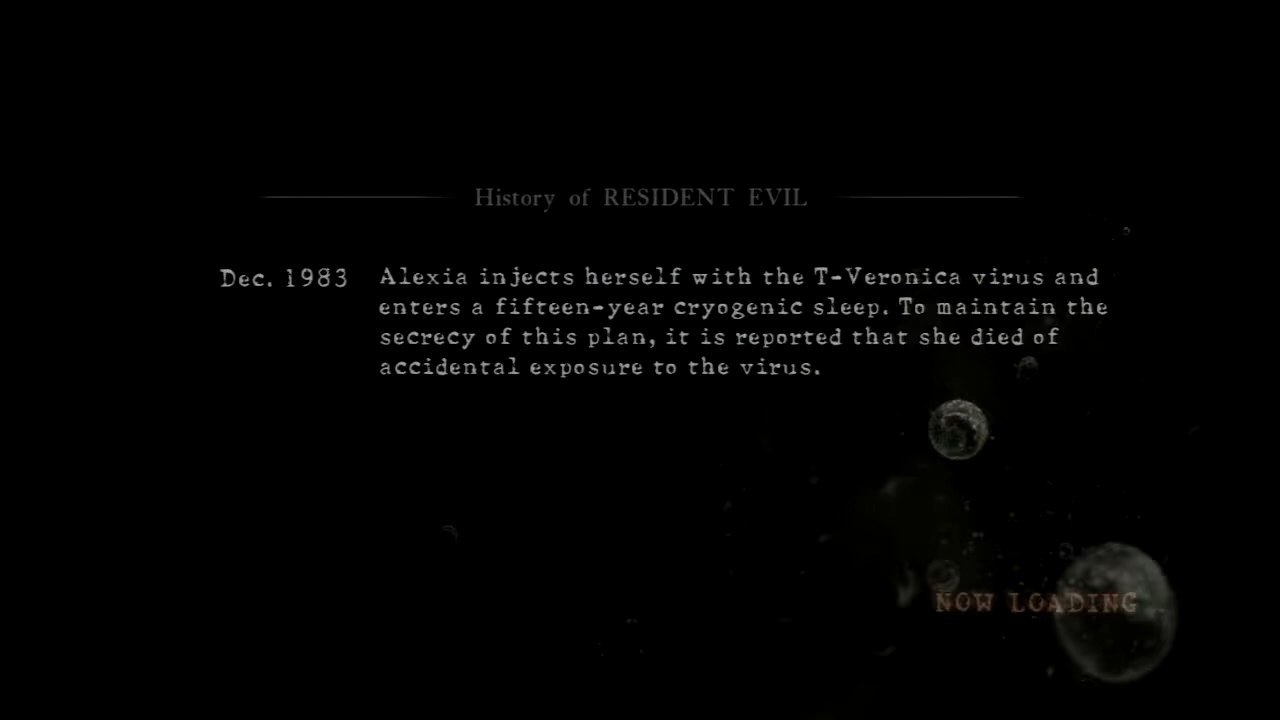 History of RESIDENT EVIL
Dec. 1983 Alexia injects herself with the T-Veronica virus and
enters a fifteen-year cryogenic sleep. To maintain the
secrecy of this plan, it is reported that she died of
accidental exposure to the virus.
NOW LOADING